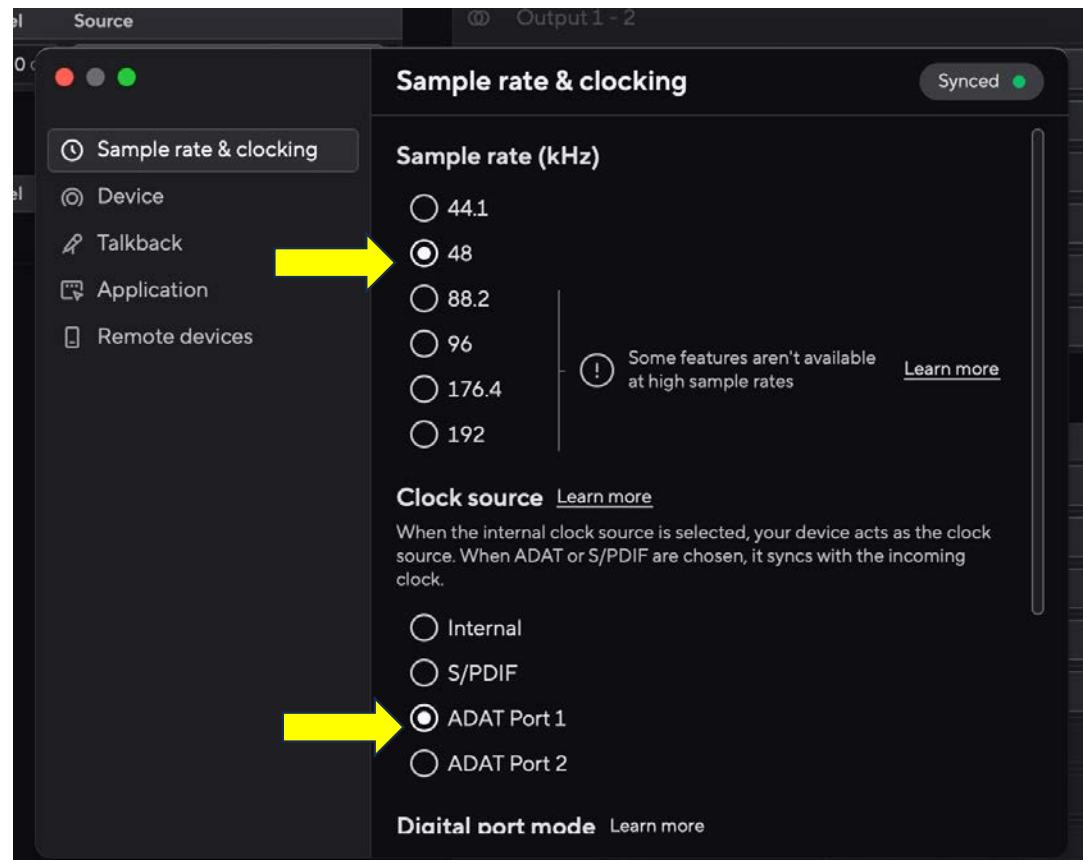 Source
Output 1 - 2
Sample rate & clocking
Synced
Sample rate & clocking
Device
Talkback
Application
Remote devices
Sample rate (kHz)
44.1
48
88.2
96
176.4
192
Some features aren't available
at high sample rates
Learn more
Clock source Learn more
When the internal clock source is selected, your device acts as the clock
source. When ADAT or S/PDIF are chosen, it syncs with the incoming
clock.
Internal
S/PDIF
ADAT Port 1
ADAT Port 2
Digital port mode Learn more